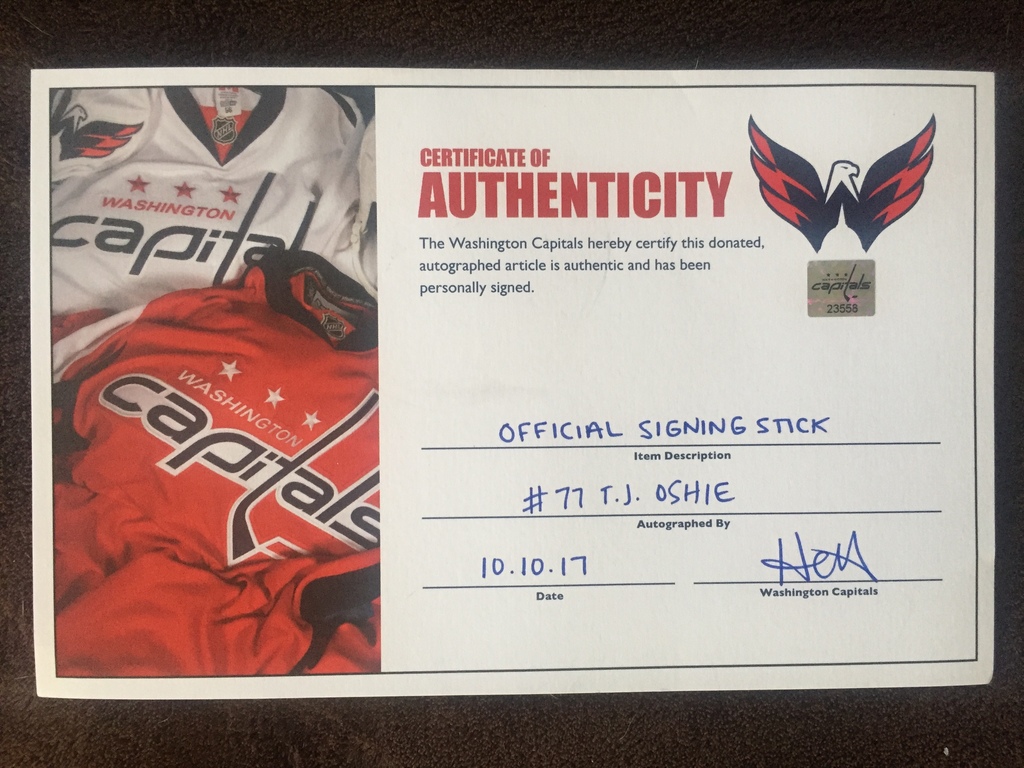 WASHINGTON
capitals
WASHINGTON
capitals
CERTIFICATE OF
AUTHENTICITY
The Washington Capitals hereby certify this donated,
autographed article is authentic and has been
personally signed.
capitals
23558
OFFICIAL SIGNING STICK
Item Description
#77 T.J. OSHIE
Autographed By
10.10.17
Date
Washington Capitals